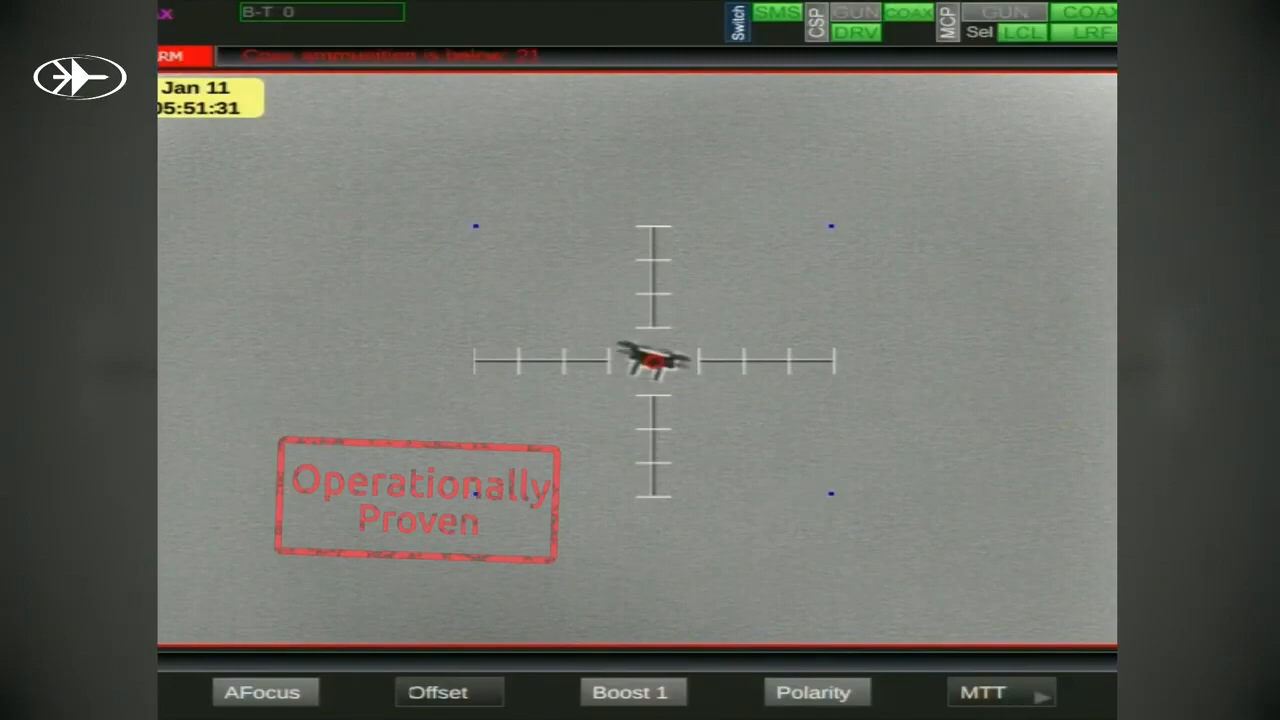 B-T 0
Switch SMS CSP GUN COAX MCP GUN COAX
DRV Sel LCL LRF
Coax ammunition is below: 21
Jan 11
05:51:31
Operationally
Proven
AFocus Offset Boost 1 Polarity MTT